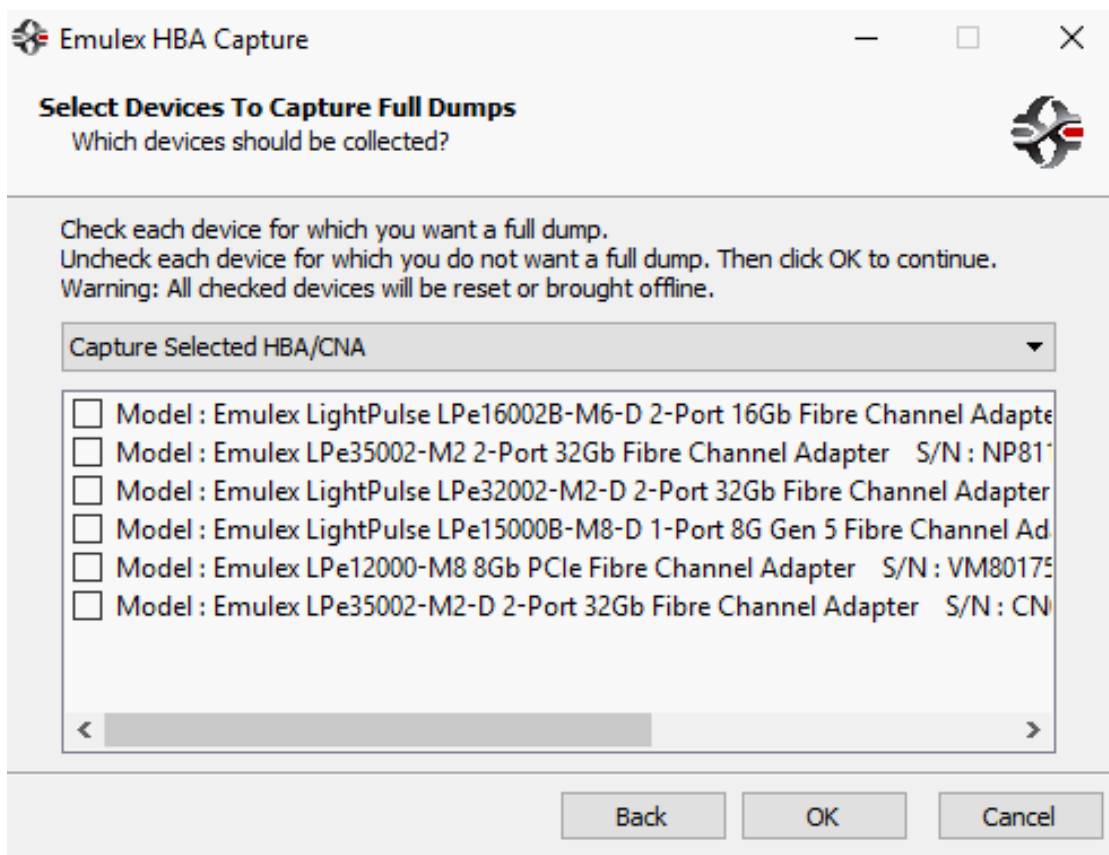 Emulex HBA Capture
Select Devices To Capture Full Dumps
Which devices should be collected?
Check each device for which you want a full dump.
Uncheck each device for which you do not want a full dump. Then click OK to continue.
Warning: All checked devices will be reset or brought offline.
Capture Selected HBA/CNA
Model : Emulex LightPulse LPe16002B-M6-D 2-Port 16Gb Fibre Channel Adapte
Model : Emulex LPe35002-M2 2-Port 32Gb Fibre Channel Adapter S/N : NP811
Model : Emulex LightPulse LPe32002-M2-D 2-Port 32Gb Fibre Channel Adapter
Model : Emulex LightPulse LPe15000B-M8-D 1-Port 8G Gen 5 Fibre Channel Ad
Model : Emulex LPe12000-M8 8Gb PCIe Fibre Channel Adapter S/N : VM80175
Model : Emulex LPe35002-M2-D 2-Port 32Gb Fibre Channel Adapter S/N : CN
Back
OK
Cancel